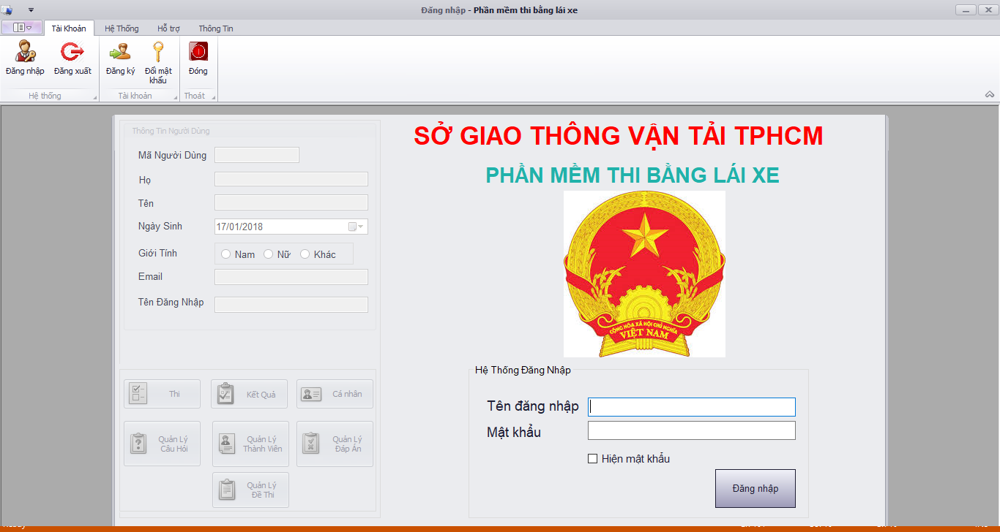 Đăng nhập - Phần mềm thi bằng lái xe
Tài Khoản Hệ Thống Hỗ trợ Thông Tin
Đăng nhập Đăng xuất Đăng ký Đổi mật khẩu Đóng
Hệ thống Tài khoản Thoát
Thông Tin Người Dùng
Mã Người Dùng
Họ
Tên
Ngày Sinh 17/01/2018
Giới Tính Nam Nữ Khác
Email
Tên Đăng Nhập
Thi Kết Quả Cá nhân
Quản Lý Câu Hỏi
Quản Lý Thành Viên
Quản Lý Đáp Án
Quản Lý Đề Thi
SỞ GIAO THÔNG VẬN TẢI TPHCM
PHẦN MỀM THI BẰNG LÁI XE
CỘNG HÒA XÃ HỘI CHỦ NGHĨA
VIỆT NAM
Hệ Thống Đăng Nhập
Tên đăng nhập
Mật khẩu
Hiện mật khẩu
Đăng nhập